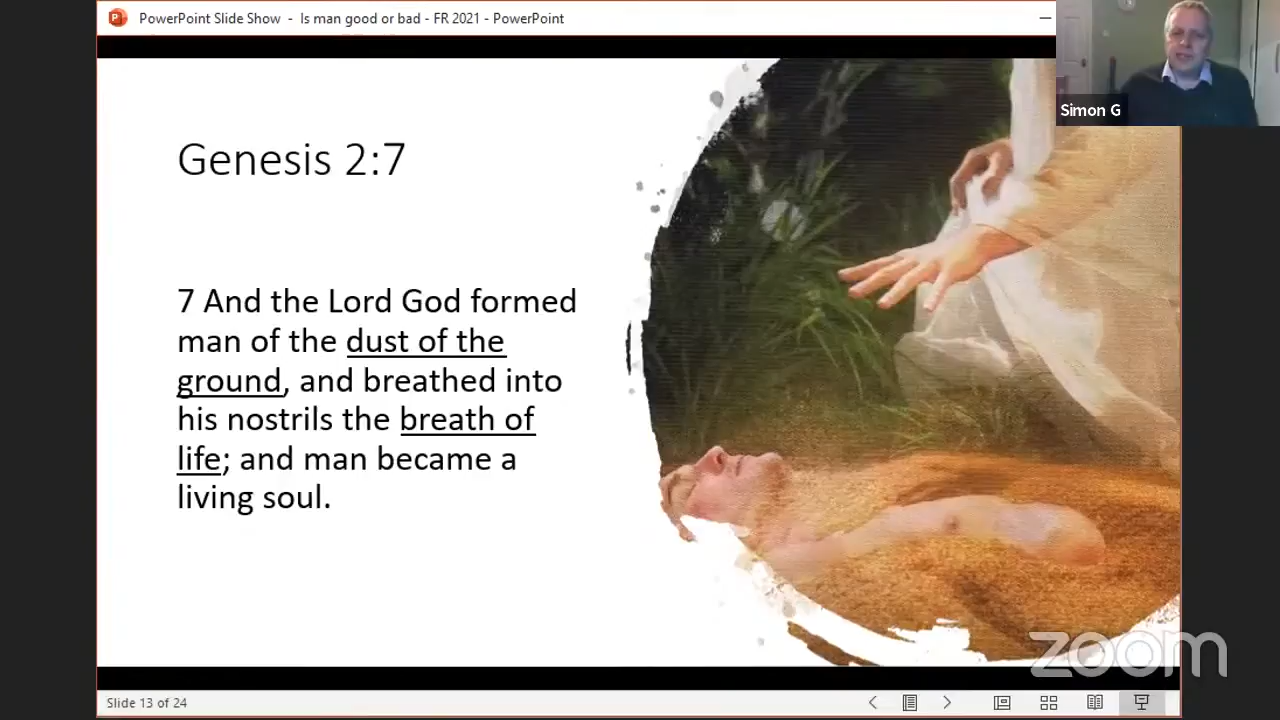 PowerPoint Slide Show - Is man good or bad - FR 2021 - PowerPoint
Simon G
Genesis 2:7
7 And the Lord God formed
man of the dust of the
ground, and breathed into
his nostrils the breath of
life; and man became a
living soul.
zoom
Slide 13 of 24